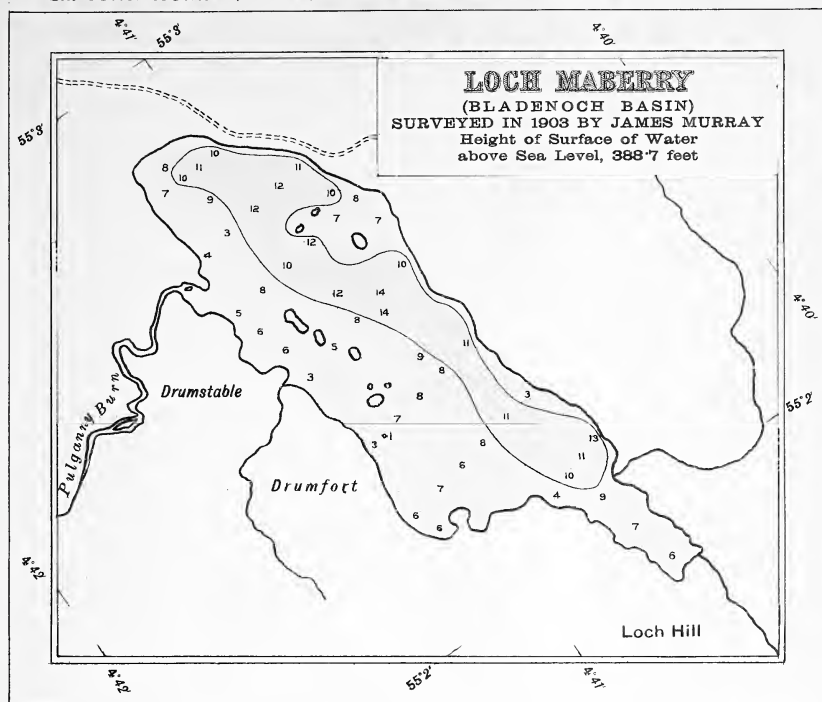 4°41'
55°3'
4°40'
LOCH MABERRY
(BLADENOCH BASIN)
SURVEYED IN 1903 BY JAMES MURRAY
Height of Surface of Water
above Sea Level, 388·7 feet
55°3'
10
8 11 11
10 12 10 8
7 9
12 7 7
3 12
4
10 10
4°40'
8 12 14
5 8 14
6 11
6 5 9
8
Drumstable
3 3
8
Pulganny Burn
7 11
55°2'
1
3 8 13
6 11
Drumfort
10
7 4 9
6
6 7
6
4°42'
Loch Hill
4°42'
55°2'
4°41'